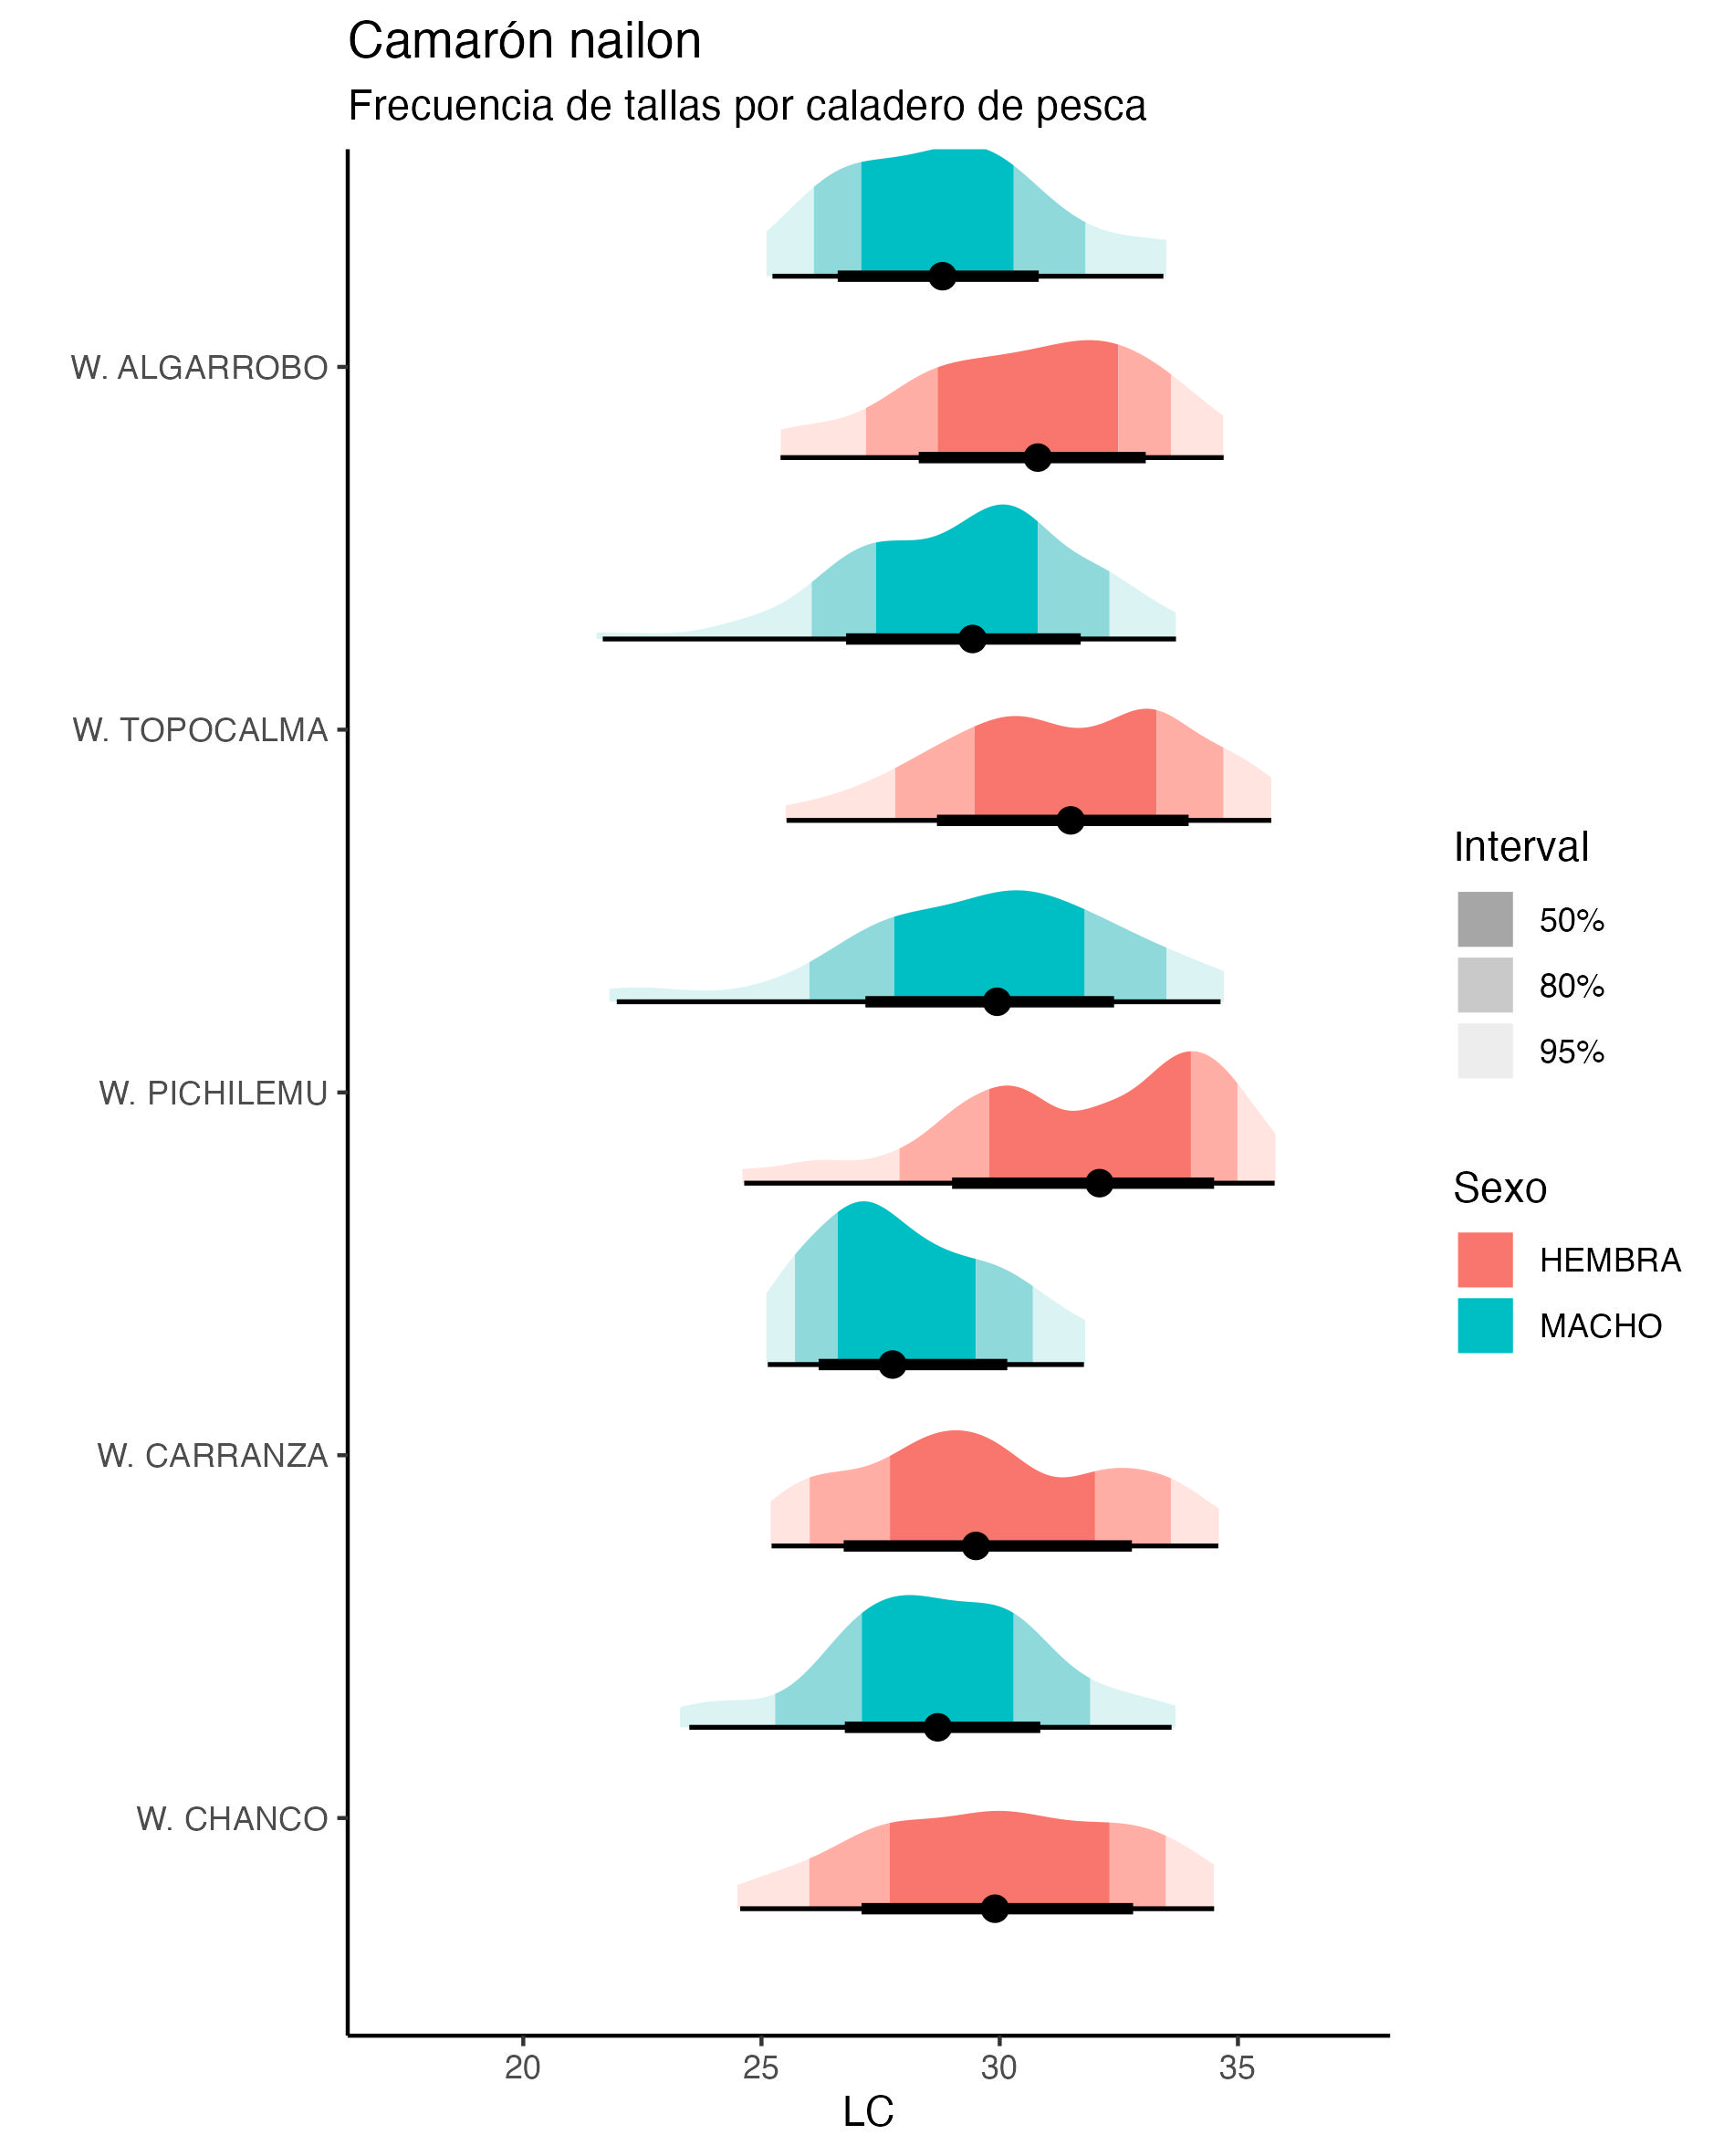 Camarón nailon
Frecuencia de tallas por caladero de pesca
W. ALGARROBO
W. TOPOCALMA
W. PICHILEMU
W. CARRANZA
W. CHANCO
20 25 30 35
LC
Interval
50%
80%
95%
Sexo
HEMBRA
MACHO